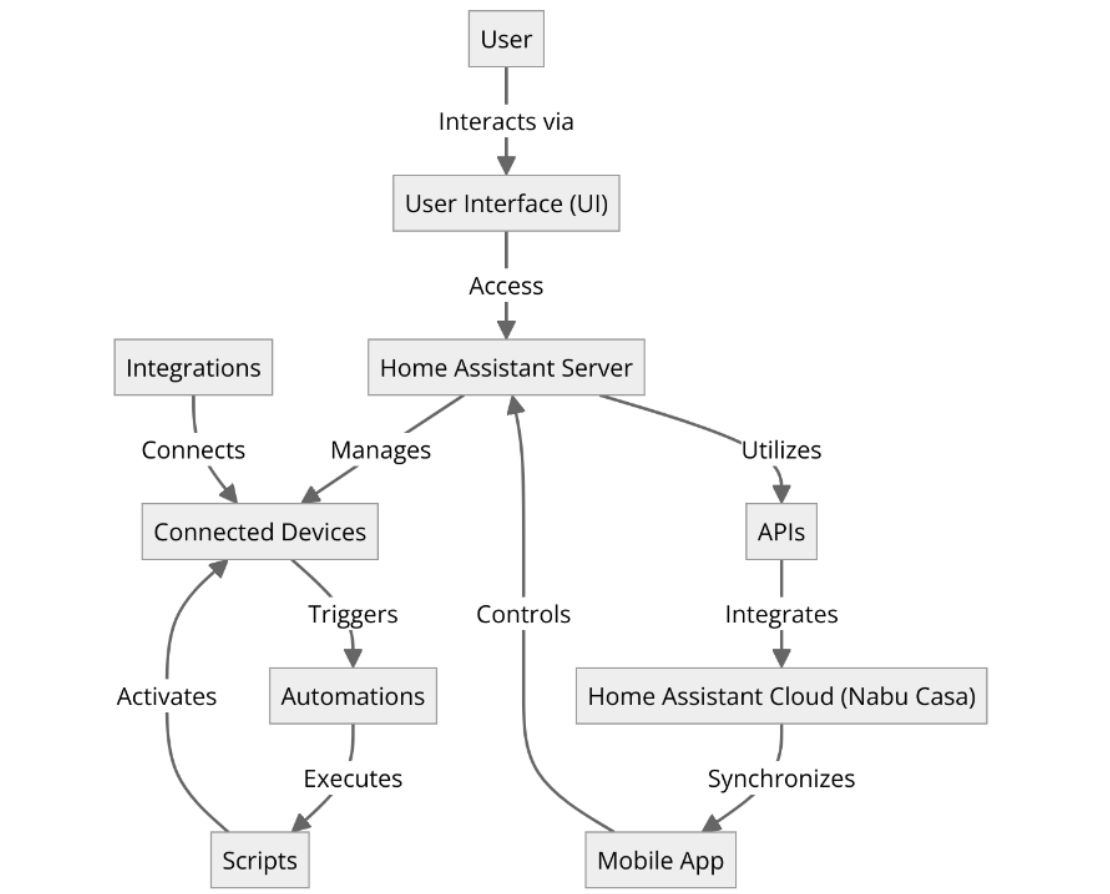 User
Interacts via
User Interface (UI)
Access
Integrations
Home Assistant Server
Connects
Manages
Utilizes
Connected Devices
APIs
Triggers
Controls
Integrates
Activates
Automations
Home Assistant Cloud (Nabu Casa)
Executes
Synchronizes
Scripts
Mobile App